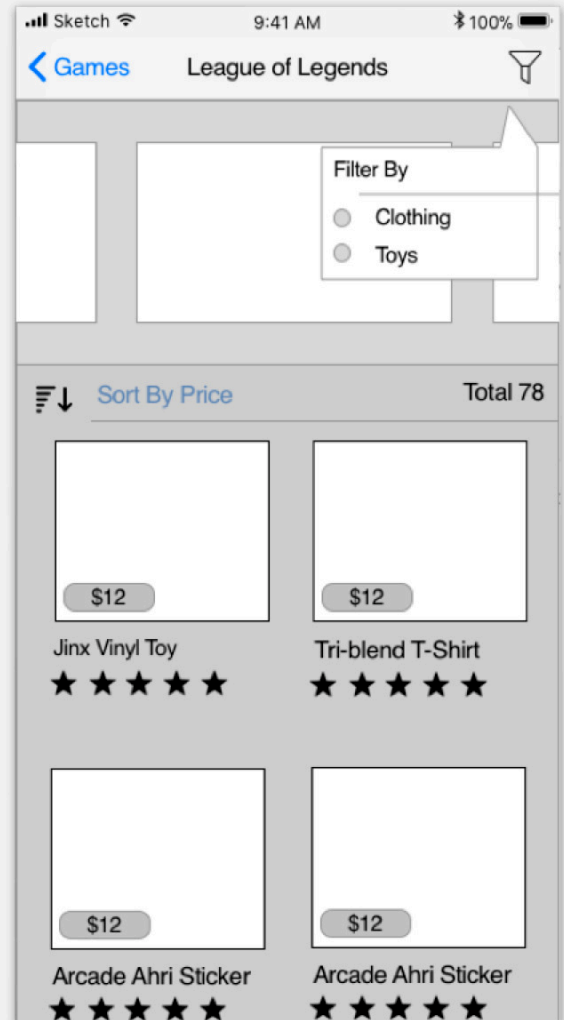 Sketch 9:41 AM 100%
Games League of Legends
Filter By
Clothing
Toys
Sort By Price Total 78
$12 $12
Jinx Vinyl Toy Tri-blend T-Shirt
$12 $12
Arcade Ahri Sticker Arcade Ahri Sticker